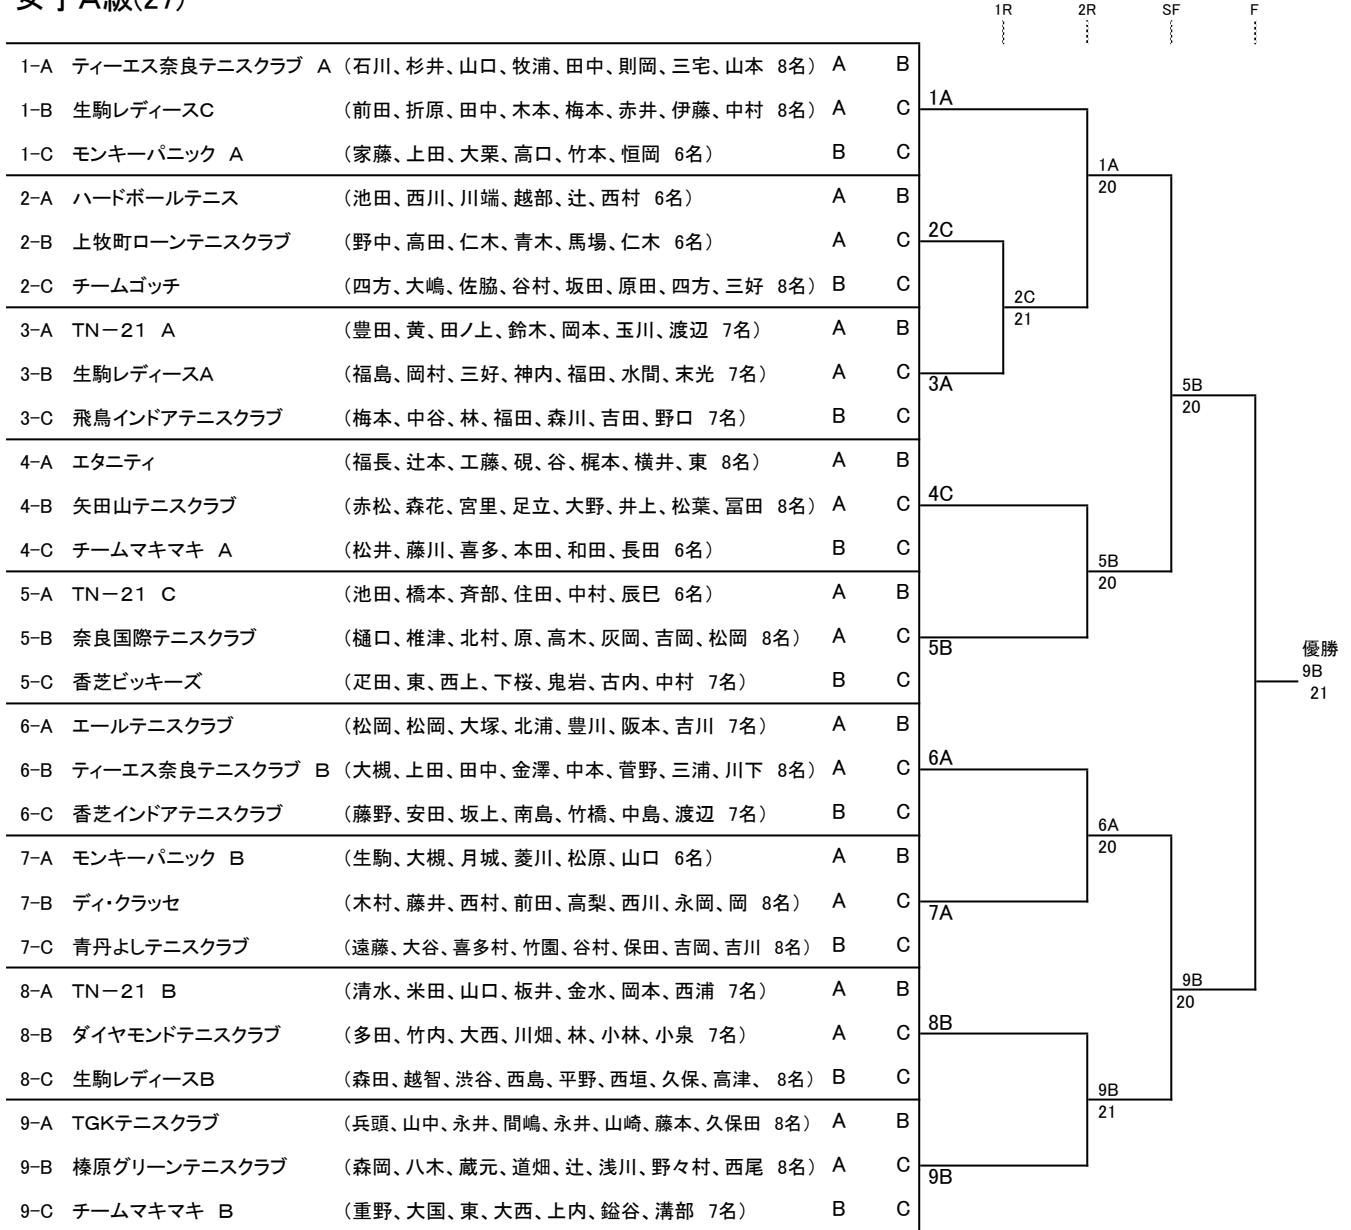 女子A級(27)
1R 2R SF F
1-A ティーエス奈良テニスクラブ A (石川、杉井、山口、牧浦、田中、則岡、三宅、山本 8名) A B
1-B 生駒レディースC (前田、折原、田中、木本、梅本、赤井、伊藤、中村 8名) A C 1A
1-C モンキーパニック A (家藤、上田、大栗、高口、竹本、恒岡 6名) B C
1A
20
2-A ハードボールテニス (池田、西川、川端、越部、辻、西村 6名) A B
2-B 上牧町ローンテニスクラブ (野中、高田、仁木、青木、馬場、仁木 6名) A C 2C
2-C チームゴッチ (四方、大嶋、佐脇、谷村、坂田、原田、四方、三好 8名) B C
2C
21
3-A TN−21 A (豊田、黄、田ノ上、鈴木、岡本、玉川、渡辺 7名) A B
3-B 生駒レディースA (福島、岡村、三好、神内、福田、水間、末光 7名) A C 3A
5B
20
3-C 飛鳥インドアテニスクラブ (梅本、中谷、林、福田、森川、吉田、野口 7名) B C
4-A エタニティ (福長、辻本、工藤、硯、谷、梶本、横井、東 8名) A B
4-B 矢田山テニスクラブ (赤松、森花、宮里、足立、大野、井上、松葉、冨田 8名) A C 4C
4-C チームマキマキ A (松井、藤川、喜多、本田、和田、長田 6名) B C
5B
20
5-A TN−21 C (池田、橋本、斉部、住田、中村、辰巳 6名) A B
5-B 奈良国際テニスクラブ (樋口、椎津、北村、原、高木、灰岡、吉岡、松岡 8名) A C 5B
優勝
9B
21
5-C 香芝ビッキーズ (疋田、東、西上、下桜、鬼岩、古内、中村 7名) B C
6-A エールテニスクラブ (松岡、松岡、大塚、北浦、豊川、阪本、吉川 7名) A B
6-B ティーエス奈良テニスクラブ B (大槻、上田、田中、金澤、中本、菅野、三浦、川下 8名) A C 6A
6-C 香芝インドアテニスクラブ (藤野、安田、坂上、南島、竹橋、中島、渡辺 7名) B C
6A
20
7-A モンキーパニック B (生駒、大槻、月城、菱川、松原、山口 6名) A B
7-B ディ・クラッセ (木村、藤井、西村、前田、高梨、西川、永岡、岡 8名) A C 7A
7-C 青丹よしテニスクラブ (遠藤、大谷、喜多村、竹園、谷村、保田、吉岡、吉川 8名) B C
9B
20
8-A TN−21 B (清水、米田、山口、板井、金水、岡本、西浦 7名) A B
8-B ダイヤモンドテニスクラブ (多田、竹内、大西、川畑、林、小林、小泉 7名) A C 8B
8-C 生駒レディースB (森田、越智、渋谷、西島、平野、西垣、久保、高津、 8名) B C
9B
21
9-A TGKテニスクラブ (兵頭、山中、永井、間嶋、永井、山崎、藤本、久保田 8名) A B
9-B 榛原グリーンテニスクラブ (森岡、八木、蔵元、道畑、辻、浅川、野々村、西尾 8名) A C 9B
9-C チームマキマキ B (重野、大国、東、大西、上内、鎰谷、溝部 7名) B C